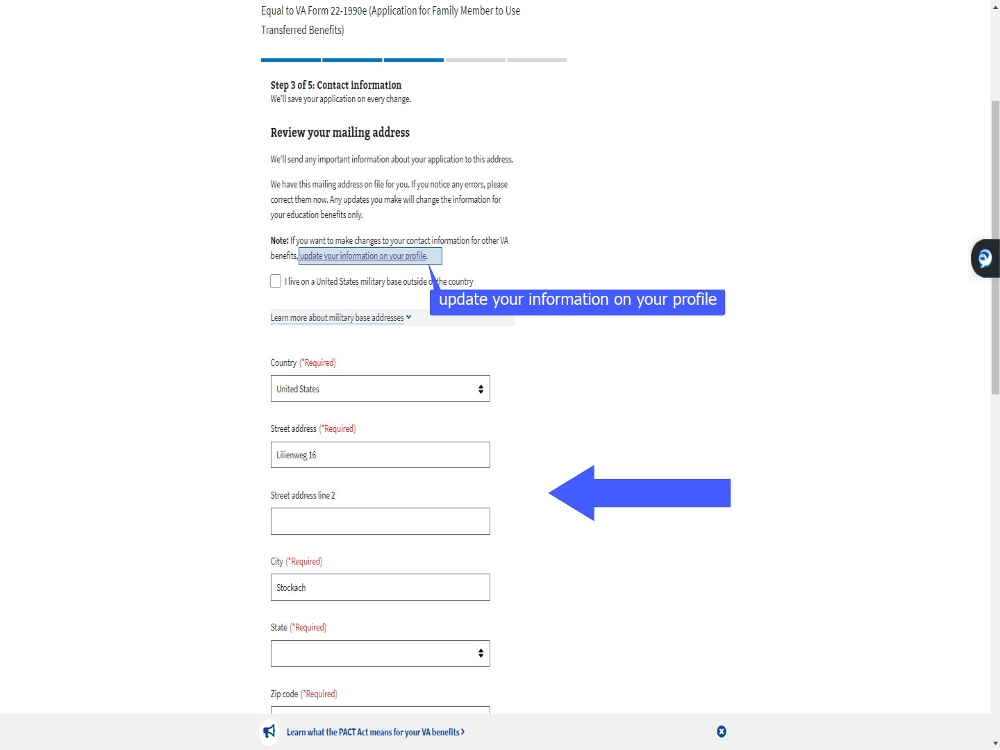 Equal to VA Form 22-1990e (Application for Family Member to Use
Transferred Benefits)
Step 3 of 5: Contact information
We'll save your application on every change.
Review your mailing address
We'll send any important information about your application to this address.
We have this mailing address on file for you. If you notice any errors, please
correct them now. Any updates you make will change the information for
your education benefits only.
Note: If you want to make changes to your contact information for other VA
benefits, update your information on your profile.
I live on a United States military base outside of the country
update your information on your profile
Learn more about military base addresses
Country (*Required)
United States
Street address (*Required)
Lilienweg 16
Street address line 2
City (*Required)
Stockach
State (*Required)
Zip code (*Required)
Learn what the PACT Act means for your VA benefits